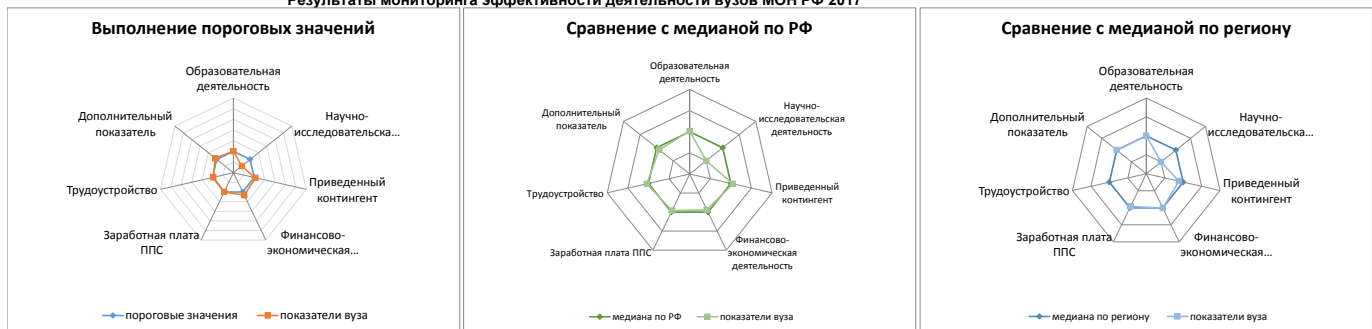 Результаты мониторинга эффективности деятельности вузов МОН РФ 2017
Выполнение пороговых значений
Образовательная
деятельность
Научно-
исследовательска…
Приведенный
контингент
Финансово-
экономическая…
Заработная плата
ППС
Трудоустройство
Дополнительный
показатель
пороговые значения
показатели вуза
Сравнение с медианой по РФ
Образовательная
деятельность
Научно-
исследовательская
деятельность
Приведенный
контингент
Финансово-
экономическая
деятельность
Заработная плата ППС
Трудоустройство
Дополнительный
показатель
медиана по РФ
показатели вуза
Сравнение с медианой по региону
Образовательная
деятельность
Научно-
исследовательска…
Приведенный
контингент
Финансово-
экономическая…
Заработная плата
ППС
Трудоустройство
Дополнительный
показатель
медиана по региону
показатели вуза